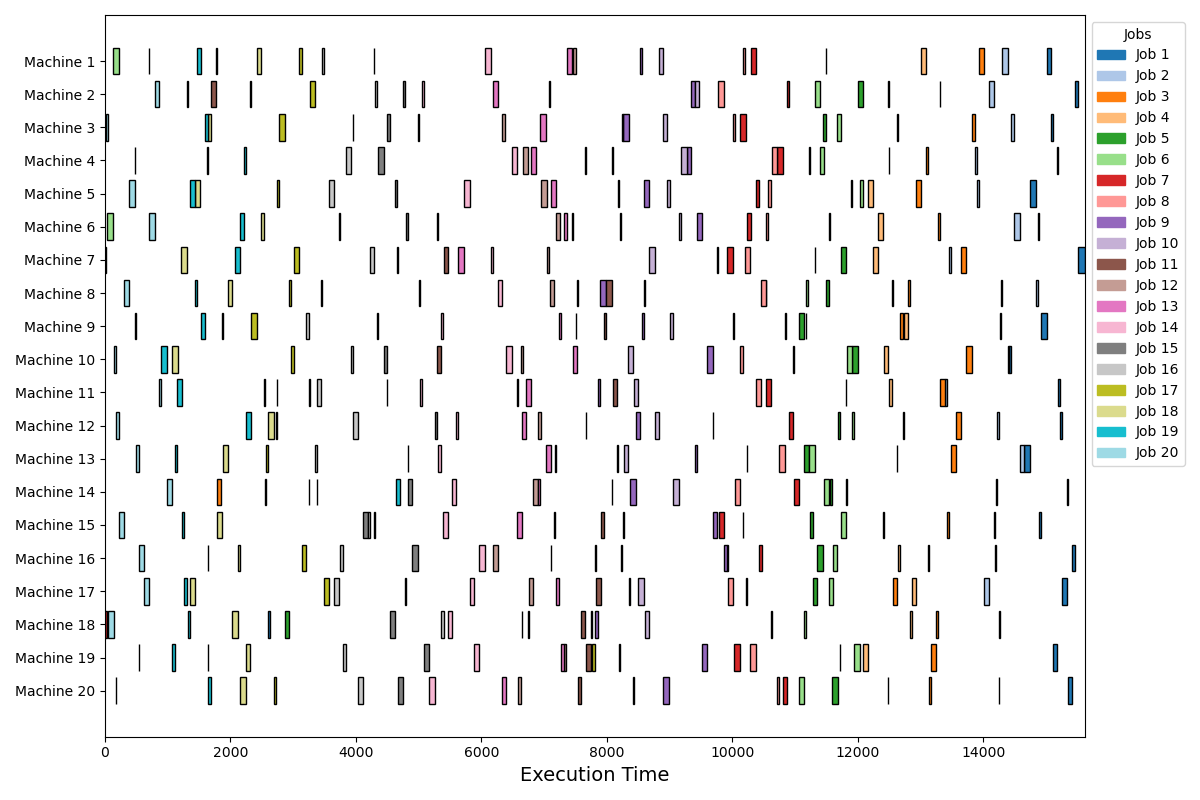 Machine 1
Machine 2
Machine 3
Machine 4
Machine 5
Machine 6
Machine 7
Machine 8
Machine 9
Machine 10
Machine 11
Machine 12
Machine 13
Machine 14
Machine 15
Machine 16
Machine 17
Machine 18
Machine 19
Machine 20
0 2000 4000 6000 8000 10000 12000 14000
Execution Time
Jobs
Job 1
Job 2
Job 3
Job 4
Job 5
Job 6
Job 7
Job 8
Job 9
Job 10
Job 11
Job 12
Job 13
Job 14
Job 15
Job 16
Job 17
Job 18
Job 19
Job 20